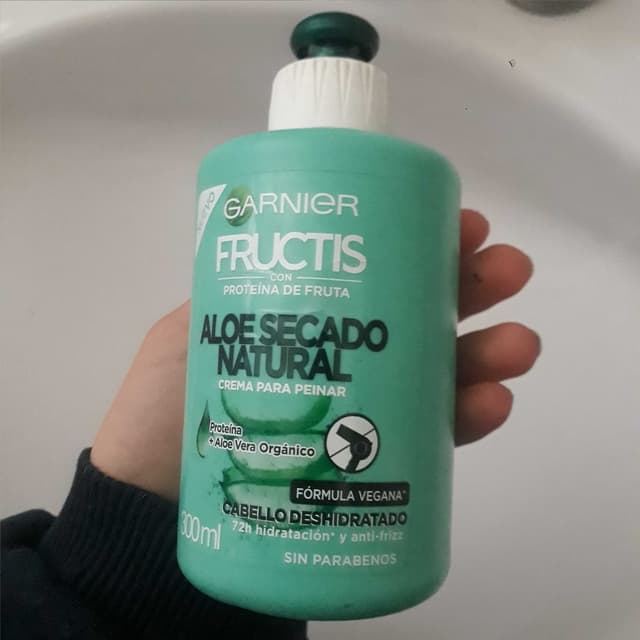 NUEVO
GARNIER
FRUCTIS
CON
PROTEÍNA DE FRUTA
ALOE SECADO
NATURAL
CREMA PARA PEINAR
Proteína
+ Aloe Vera Orgánico
FÓRMULA VEGANA*
CABELLO DESHIDRATADO
72h hidratación* y anti-frizz
300ml
SIN PARABENOS